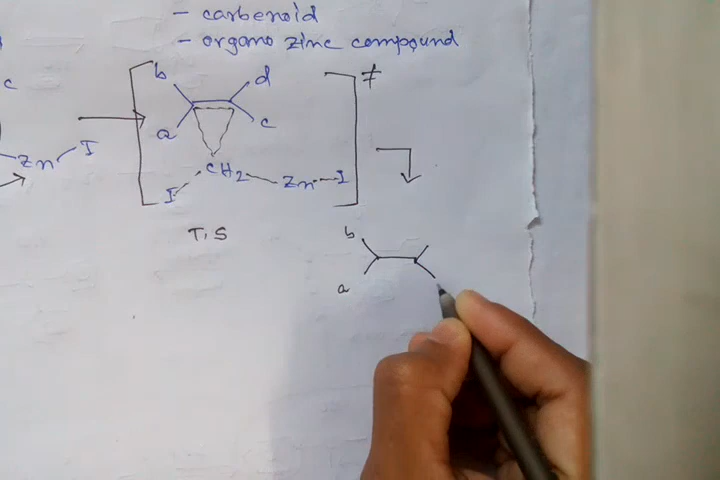 - carbenoid
- organo zinc compound
c
b d ≠
a c
Zn I
CH2
I Zn I
T.S
b
a